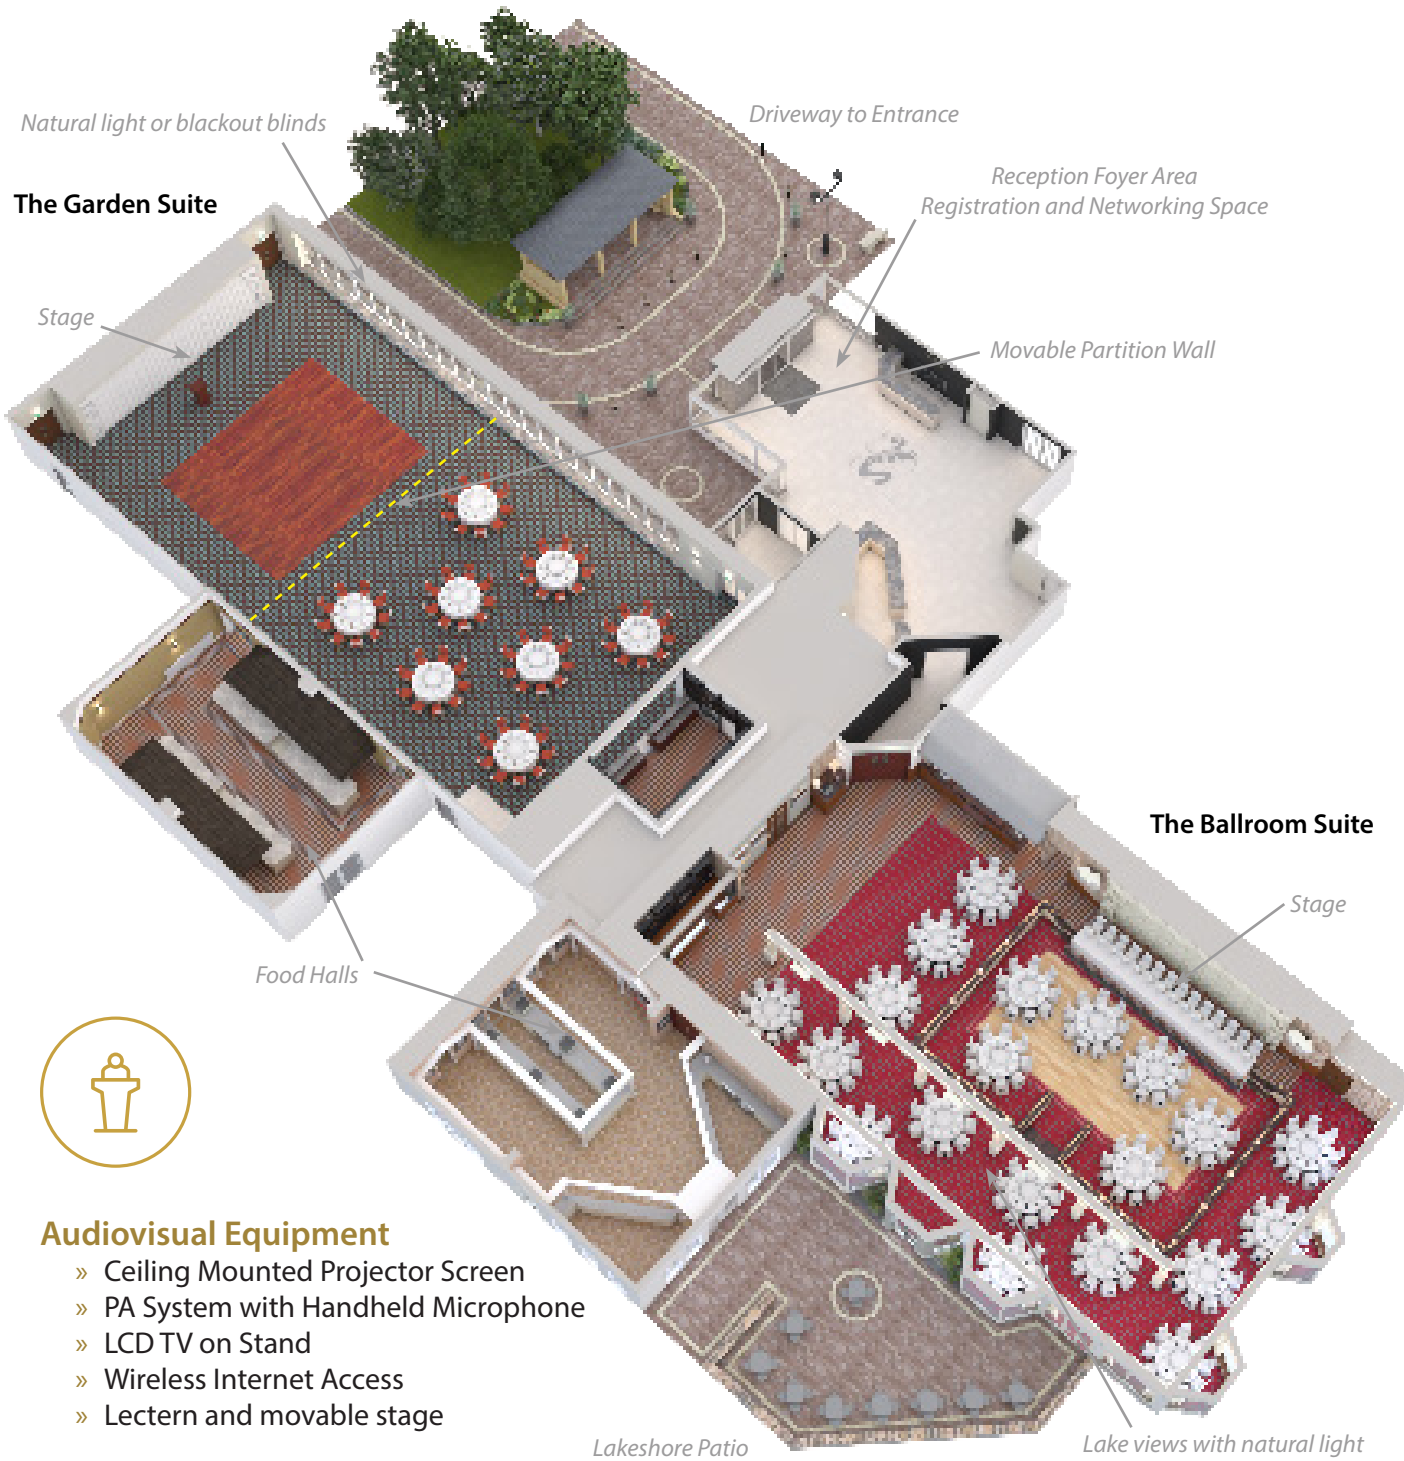 Natural light or blackout blinds
Driveway to Entrance
Reception Foyer Area
Registration and Networking Space
The Garden Suite
Stage
Movable Partition Wall
The Ballroom Suite
Stage
Food Halls
Audiovisual Equipment
» Ceiling Mounted Projector Screen
» PA System with Handheld Microphone
» LCD TV on Stand
» Wireless Internet Access
» Lectern and movable stage
Lakeshore Patio
Lake views with natural light